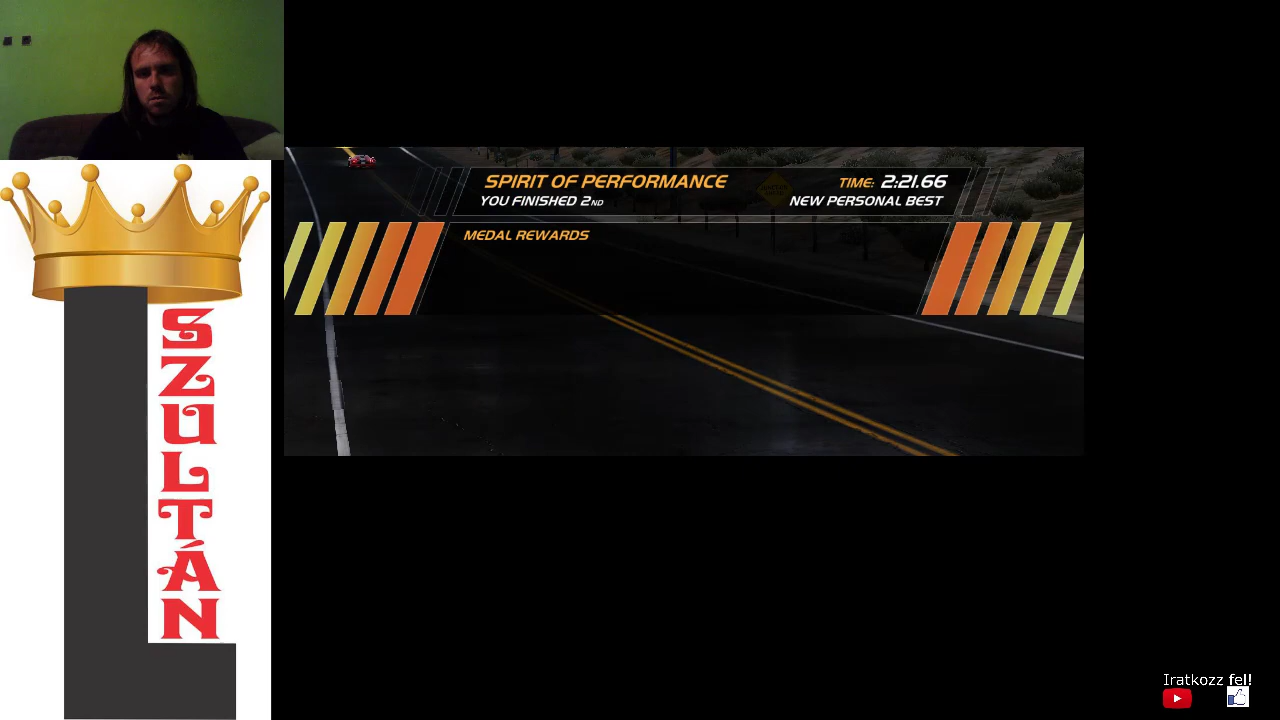 SPIRIT OF PERFORMANCE
TIME: 2:21.66
YOU FINISHED 2ND
NEW PERSONAL BEST
MEDAL REWARDS
L
SZULTÁN
Iratkozz fel!